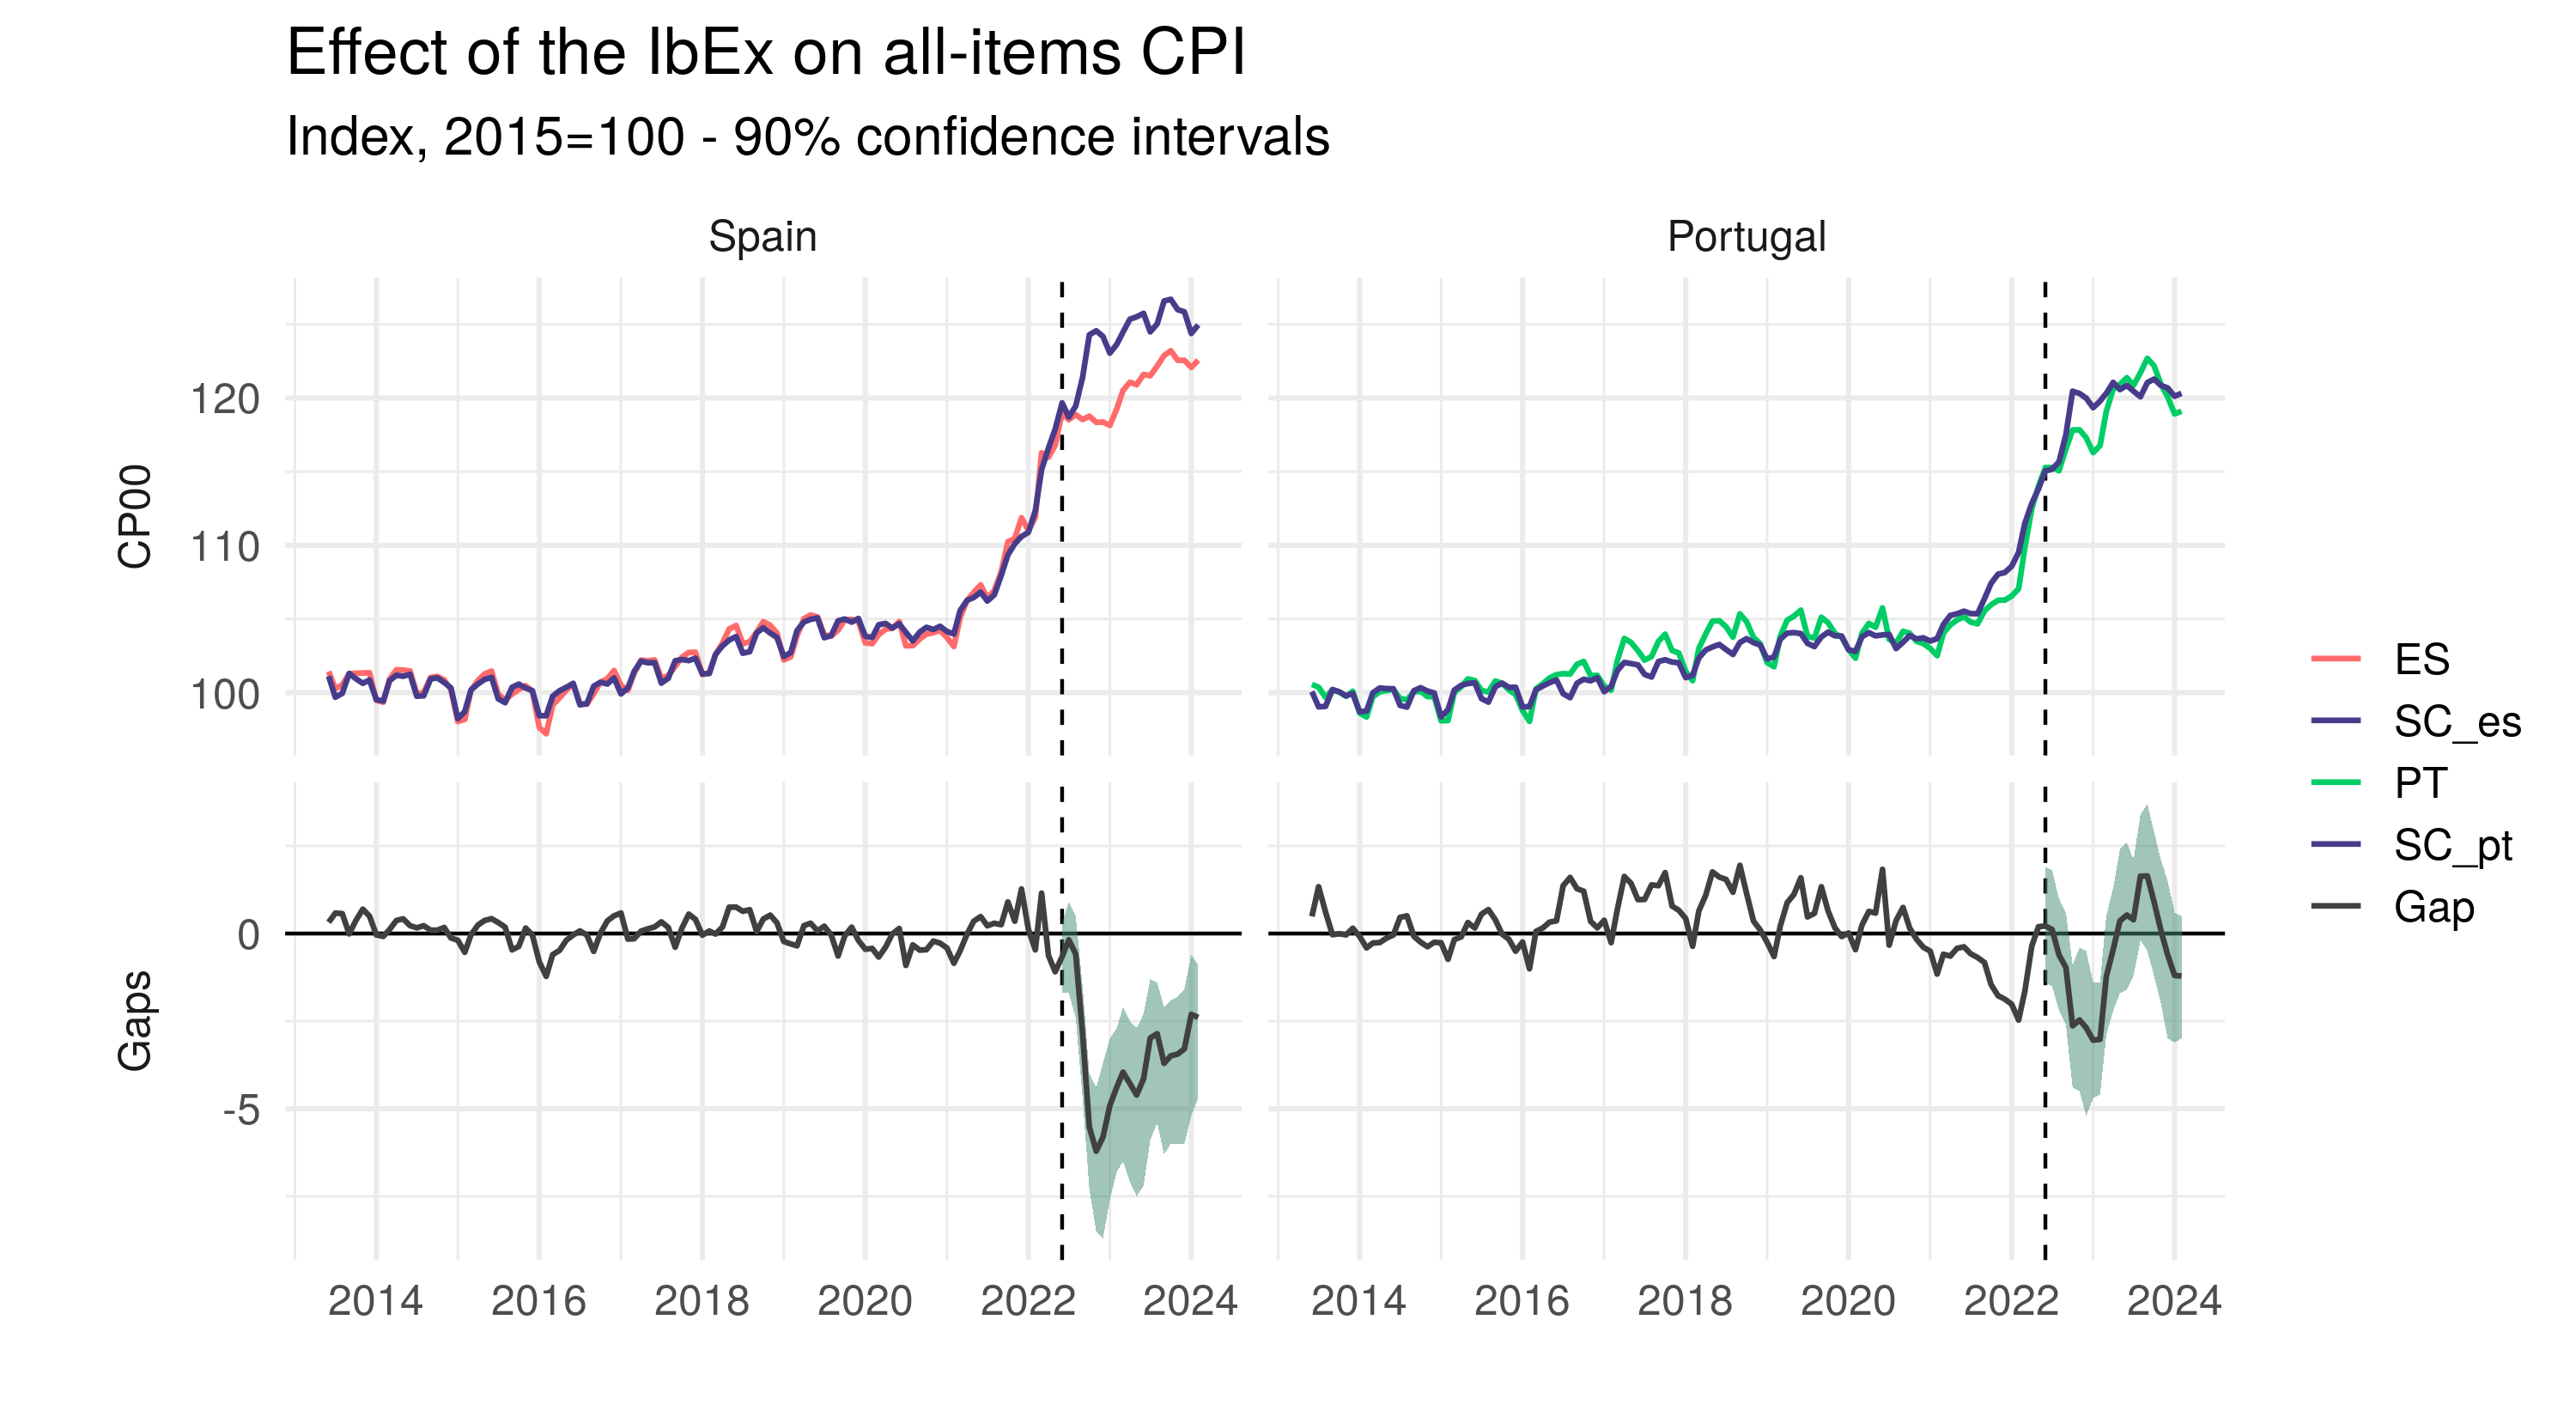 Effect of the IbEx on all-items CPI
Index, 2015=100 - 90% confidence intervals
Spain
Portugal
CP00
120
110
100
Gaps
0
-5
2014 2016 2018 2020 2022 2024
2014 2016 2018 2020 2022 2024
ES
SC_es
PT
SC_pt
Gap